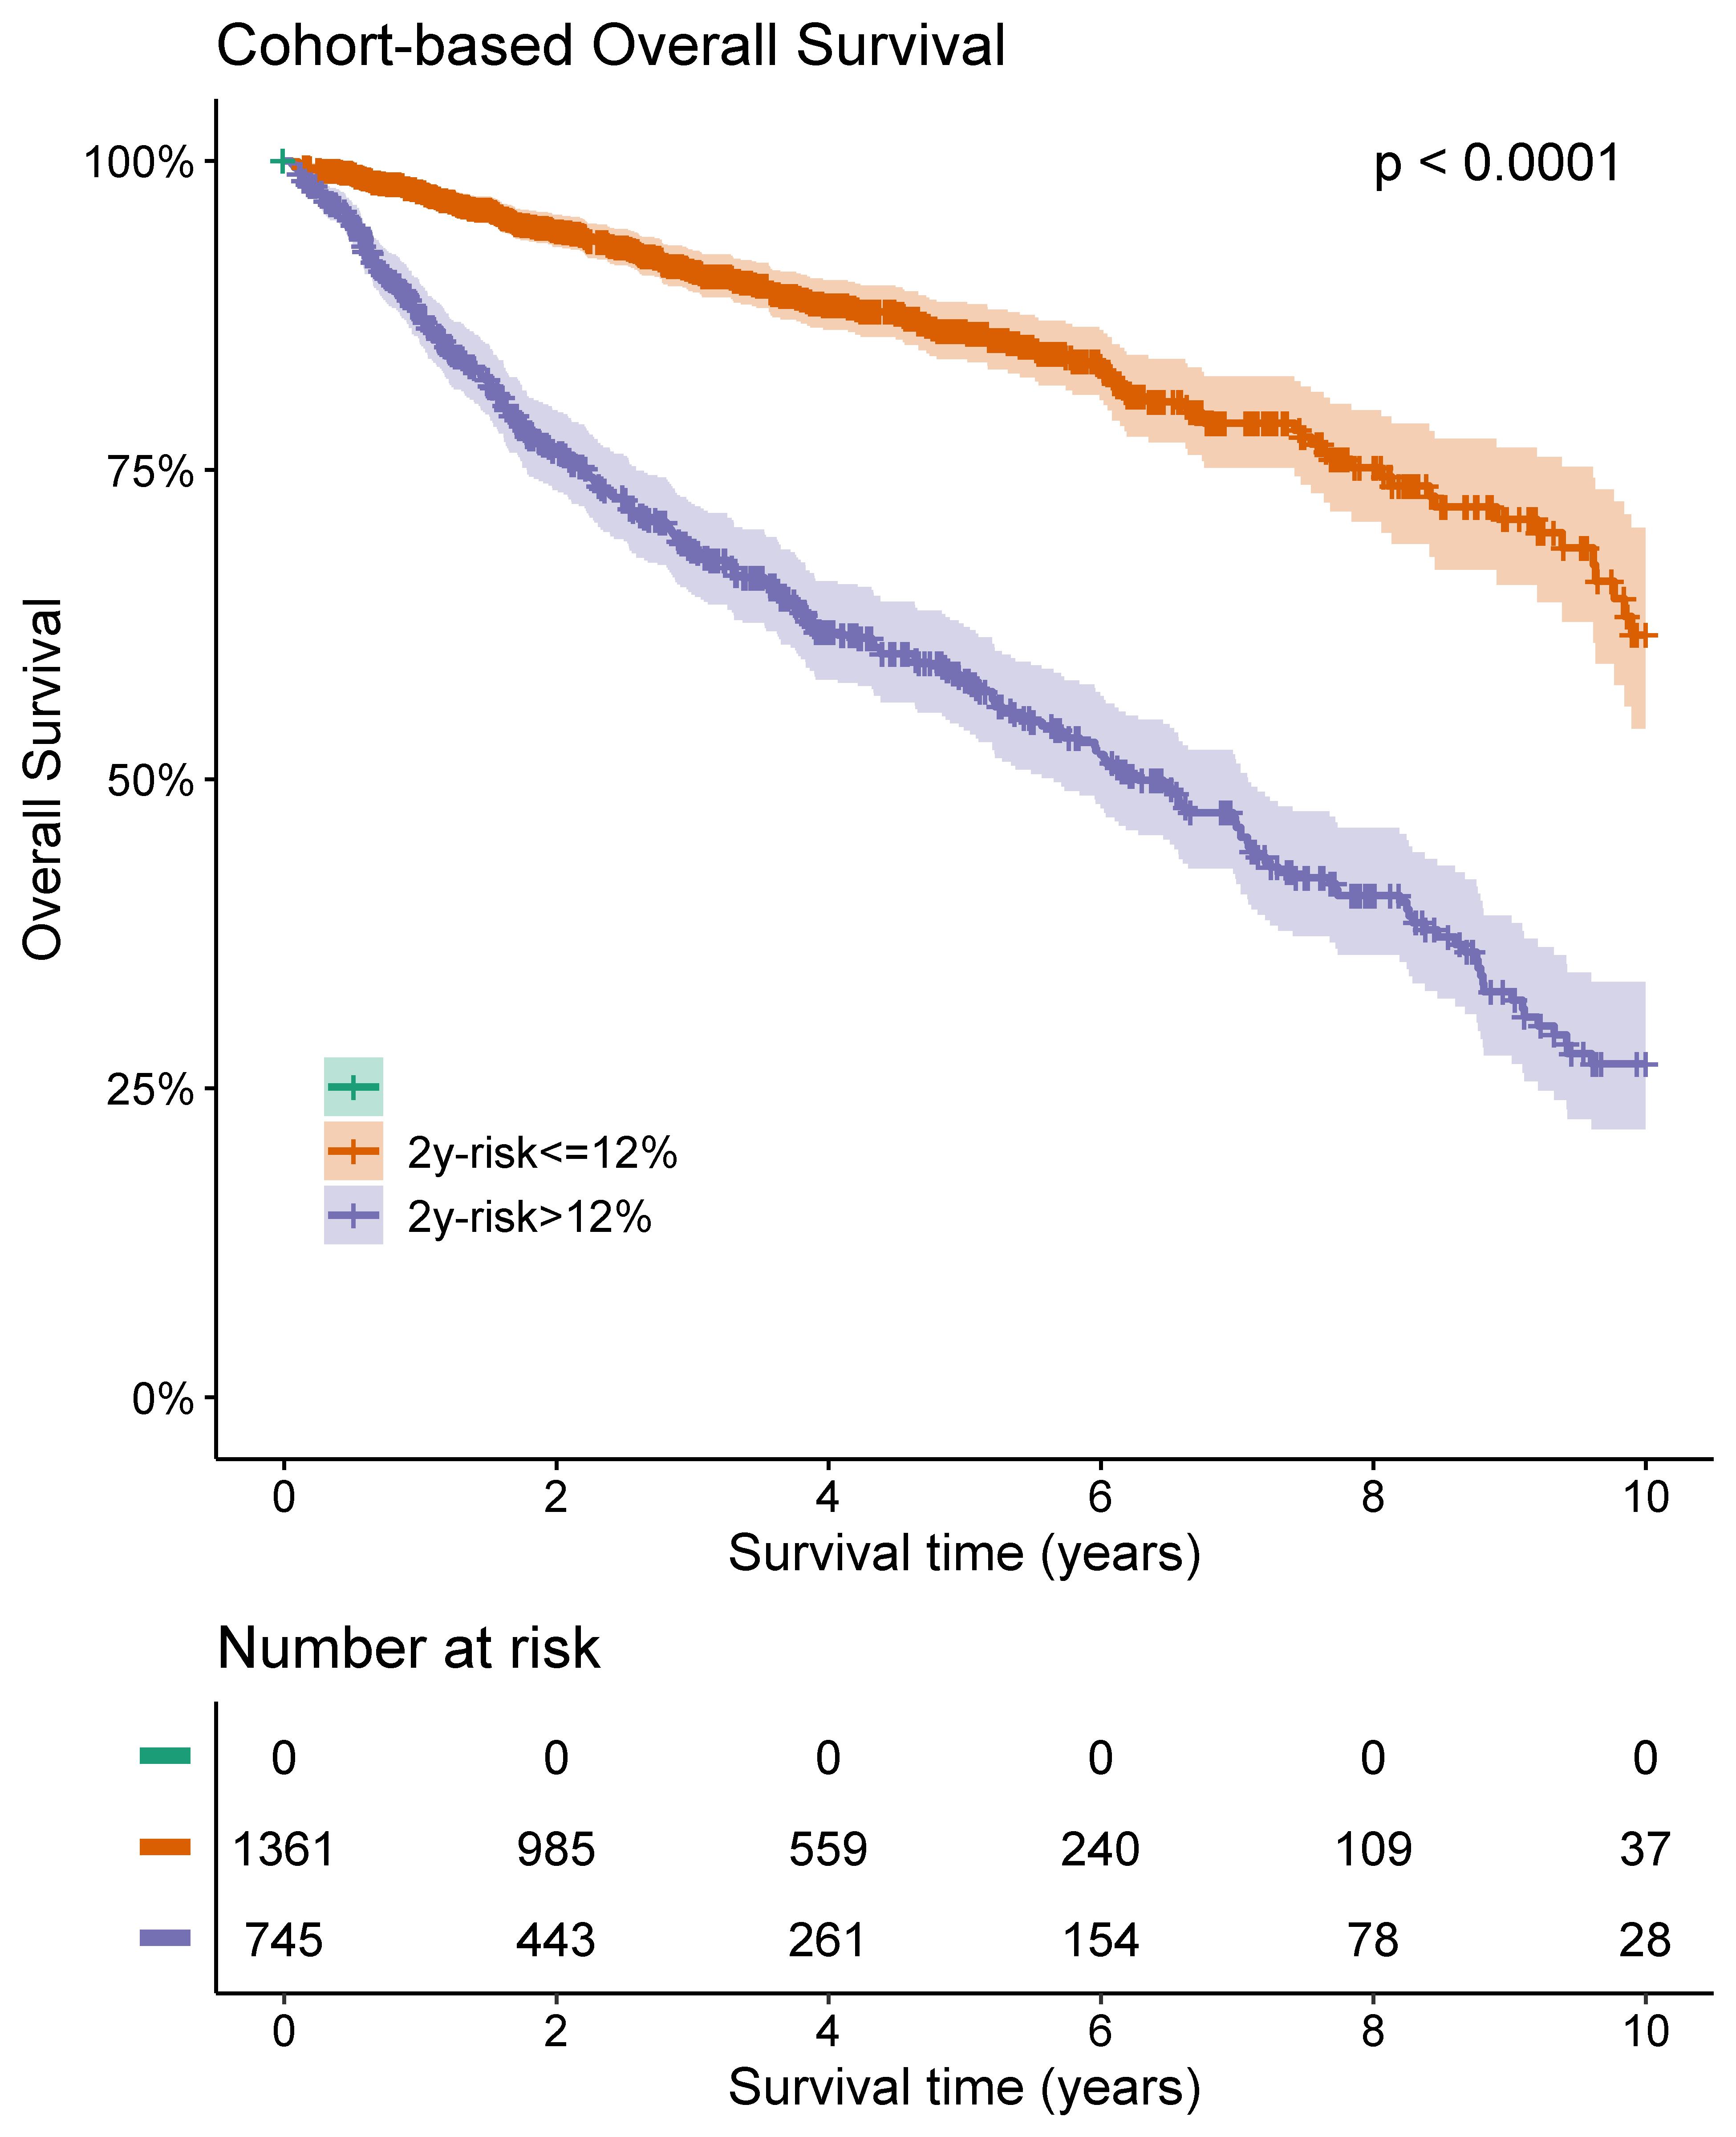 Cohort-based Overall Survival
p < 0.0001
100%
75%
50%
25%
0%
Overall Survival
2y-risk<=12%
2y-risk>12%
0 2 4 6 8 10
Survival time (years)
Number at risk
0 0 0 0 0 0
1361 985 559 240 109 37
745 443 261 154 78 28
0 2 4 6 8 10
Survival time (years)